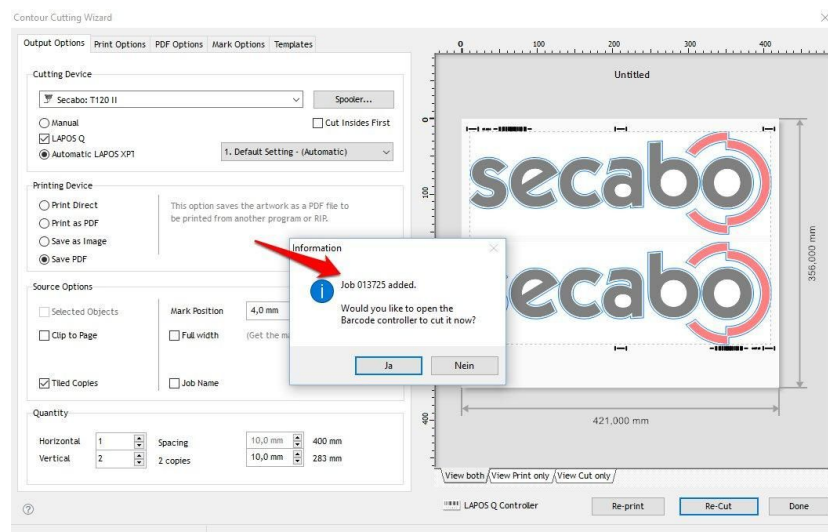 Contour Cutting Wizard
Output Options Print Options PDF Options Mark Options Templates
Cutting Device
Secabo: T120 II
Spooler...
Manual
Cut Insides First
LAPOS Q
Automatic LAPOS XPT
1. Default Setting - (Automatic)
Printing Device
Print Direct
Print as PDF
Save as Image
Save PDF
This option saves the artwork as a PDF file to
be printed from another program or RIP.
Source Options
Selected Objects
Mark Position
4,0 mm
Clip to Page
Full width
(Get the
Tiled Copies
Job Name
Quantity
Horizontal 1 Spacing 10,0 mm 400 mm
Vertical 2 2 copies 10,0 mm 283 mm
Information
Job 013725 added.
Would you like to open the
Barcode controller to cut it now?
Ja Nein
0 100 200 300 400
Untitled
0
100
400
secabo
ecabo
356,000 mm
421,000 mm
View both View Print only View Cut only
LAPOS Q Controller
Re-print Re-Cut Done